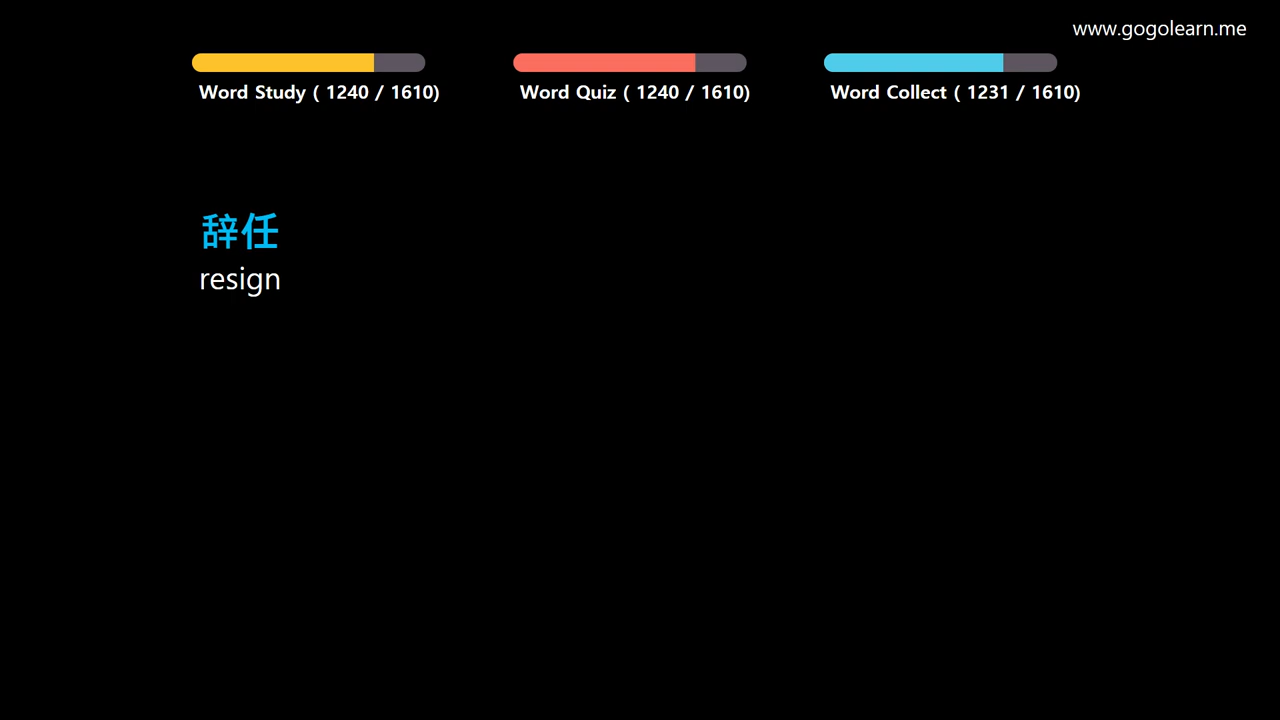 www.gogolearn.me
Word Study ( 1240 / 1610)
Word Quiz ( 1240 / 1610)
Word Collect ( 1231 / 1610)
辞任
resign